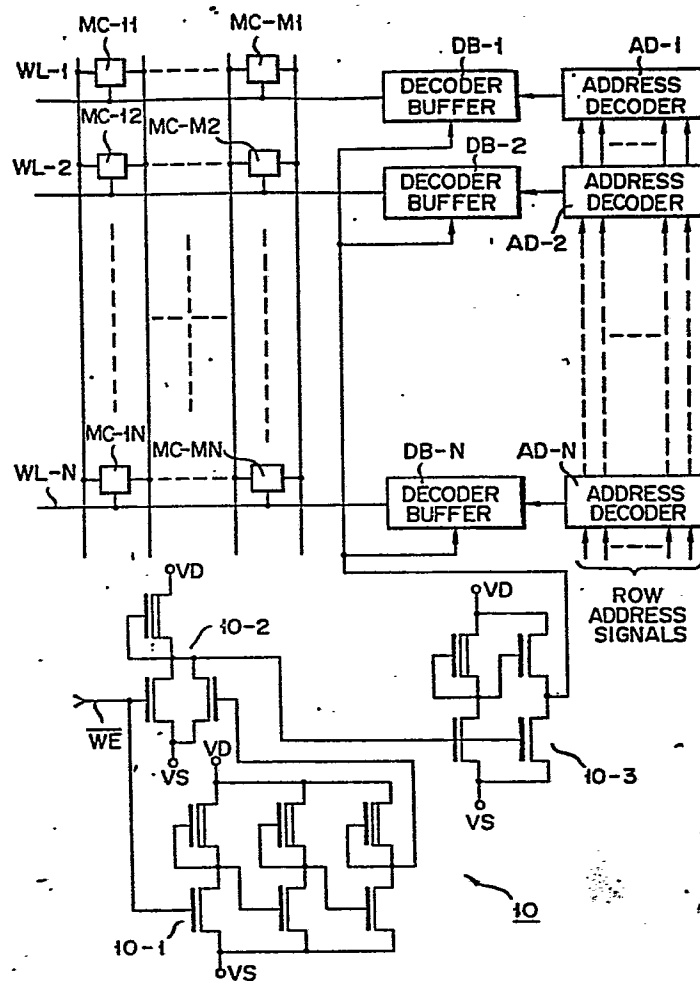 MC-11
MC-M1
DB-1
AD-1
WL-1
DECODER
BUFFER
ADDRESS
DECODER
MC-12
MC-M2
DB-2
WL-2
DECODER
BUFFER
ADDRESS
DECODER
AD-2
MC-1N
MC-MN
DB-N
AD-N
WL-N
DECODER
BUFFER
ADDRESS
DECODER
VD
10-2
VD
ROW
ADDRESS
SIGNALS
WE
VS
VD
10-3
VS
10-1
10
VS